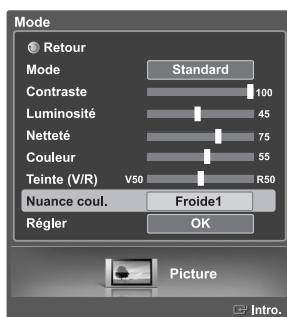 Mode
Retour
Mode Standard
Contraste 100
Luminosité 45
Netteté 75
Couleur 55
Teinte (V/R) V50 R50
Nuance coul. Froide1
Régler OK
Picture
Intro.